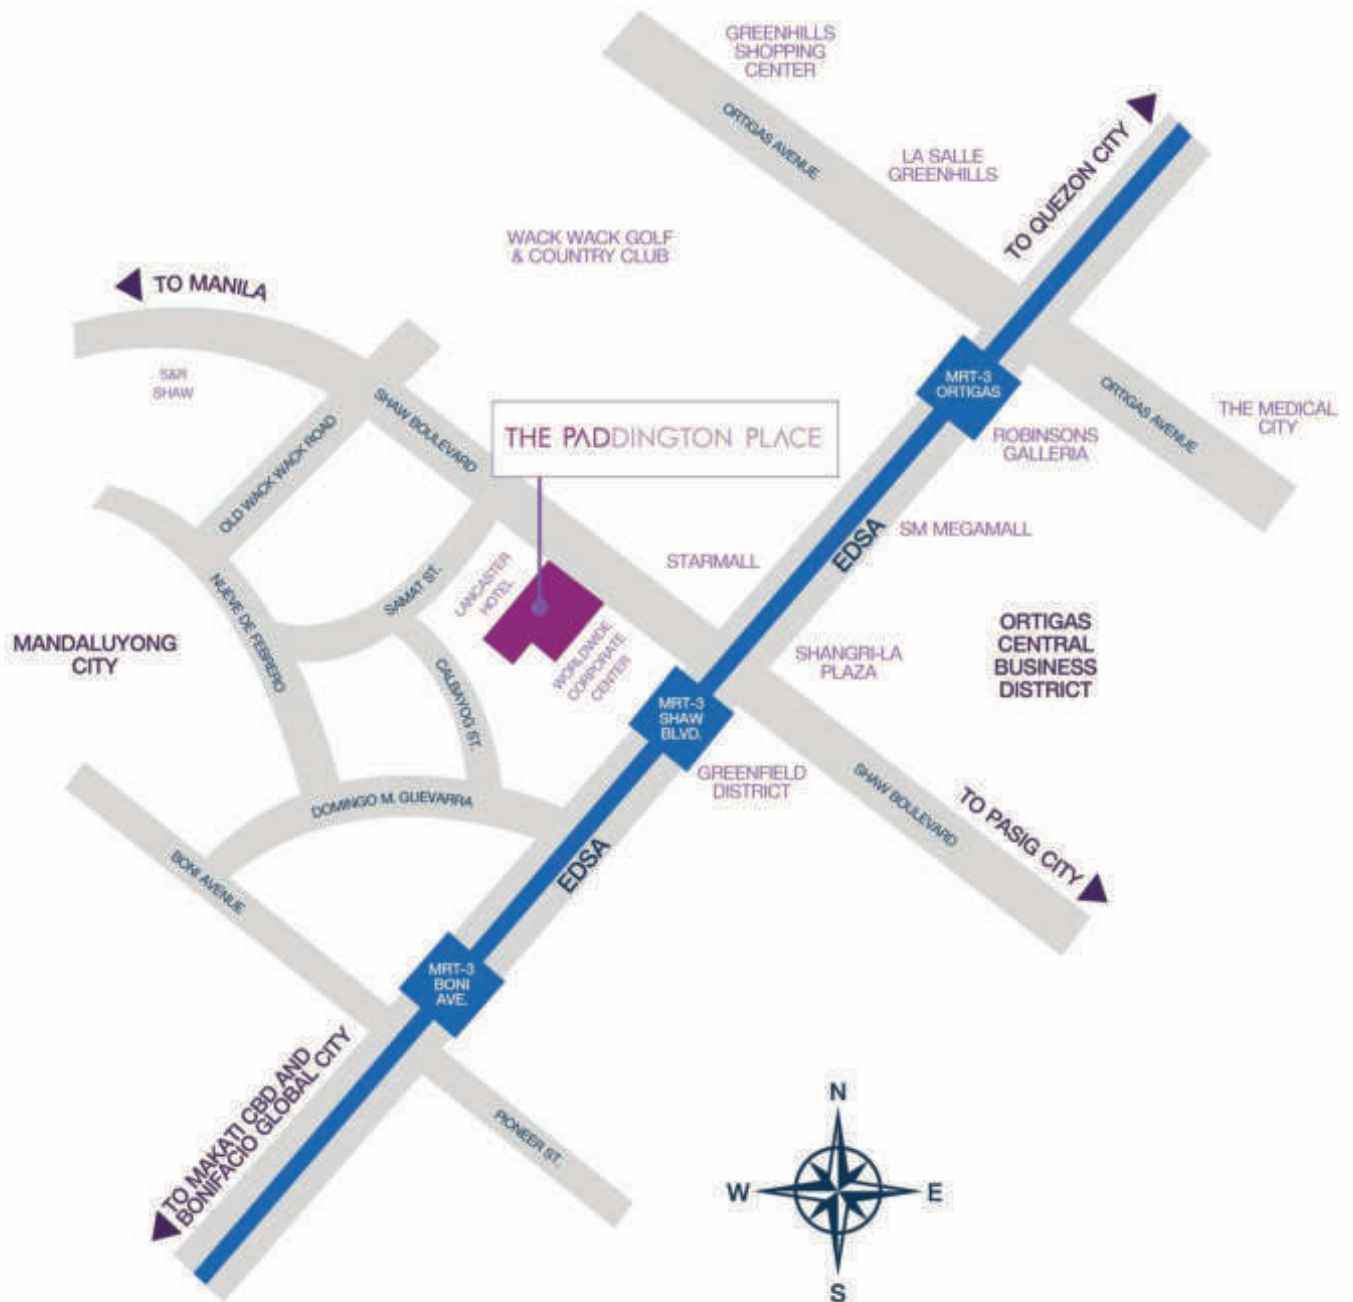 GREENHILLS
SHOPPING
CENTER
ORTIGAS AVENUE
LA SALLE
GREENHILLS
TO QUEZON CITY
WACK WACK GOLF
& COUNTRY CLUB
TO MANILA
S&R
SHAW
SHAW BOULEVARD
MRT-3
ORTIGAS
ORTIGAS AVENUE
THE MEDICAL
CITY
THE PADDINGTON PLACE
ROBINSONS
GALLERIA
OLD WACK WACK ROAD
SM MEGAMALL
EDSA
STARMALL
LANCASTER
HOTEL
SAMAT ST.
NUEVE DE FEBRERO
MANDALUYONG
CITY
WORLDWIDE
CORPORATE
CENTER
CALBAYOG ST.
SHANGRI-LA
PLAZA
ORTIGAS
CENTRAL
BUSINESS
DISTRICT
MRT-3
SHAW
BLVD.
GREENFIELD
DISTRICT
SHAW BOULEVARD
TO PASIG CITY
DOMINGO M. GUEVARRA
EDSA
BONI AVENUE
MRT-3
BONI
AVE.
TO MAKATI CBD AND
BONIFACIO GLOBAL CITY
PIONEER ST.
N
W
E
S